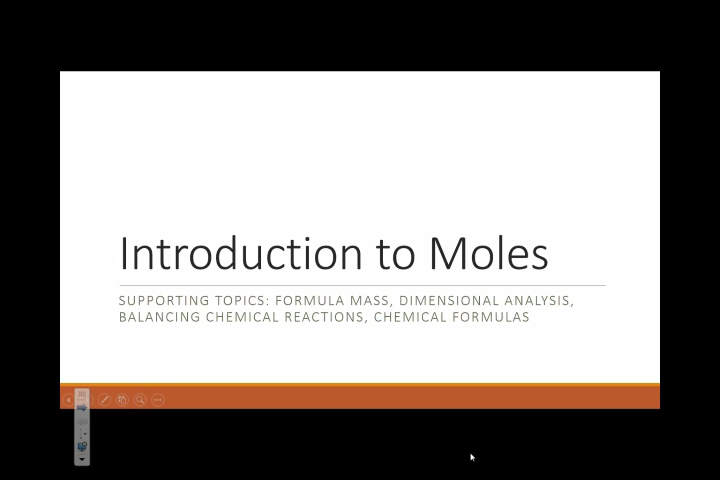 Introduction to Moles
SUPPORTING TOPICS: FORMULA MASS, DIMENSIONAL ANALYSIS,
BALANCING CHEMICAL REACTIONS, CHEMICAL FORMULAS